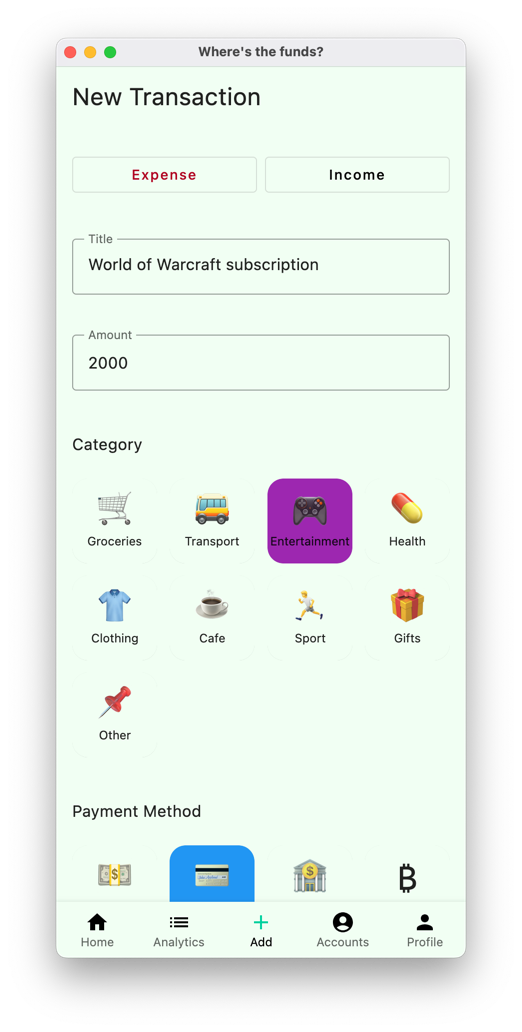 Where's the funds?
New Transaction
Expense Income
Title
World of Warcraft subscription
Amount
2000
Category
Groceries Transport Entertainment Health
Clothing Cafe Sport Gifts
Other
Payment Method
Home Analytics Add Accounts Profile